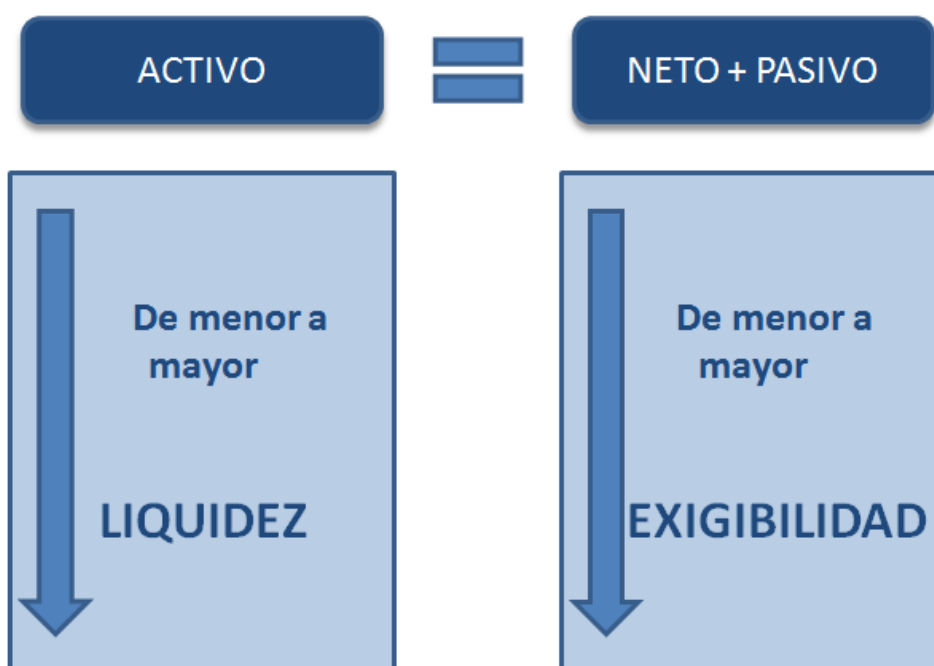 ACTIVO
NETO + PASIVO
De menor a
mayor
LIQUIDEZ
De menor a
mayor
EXIGIBILIDAD